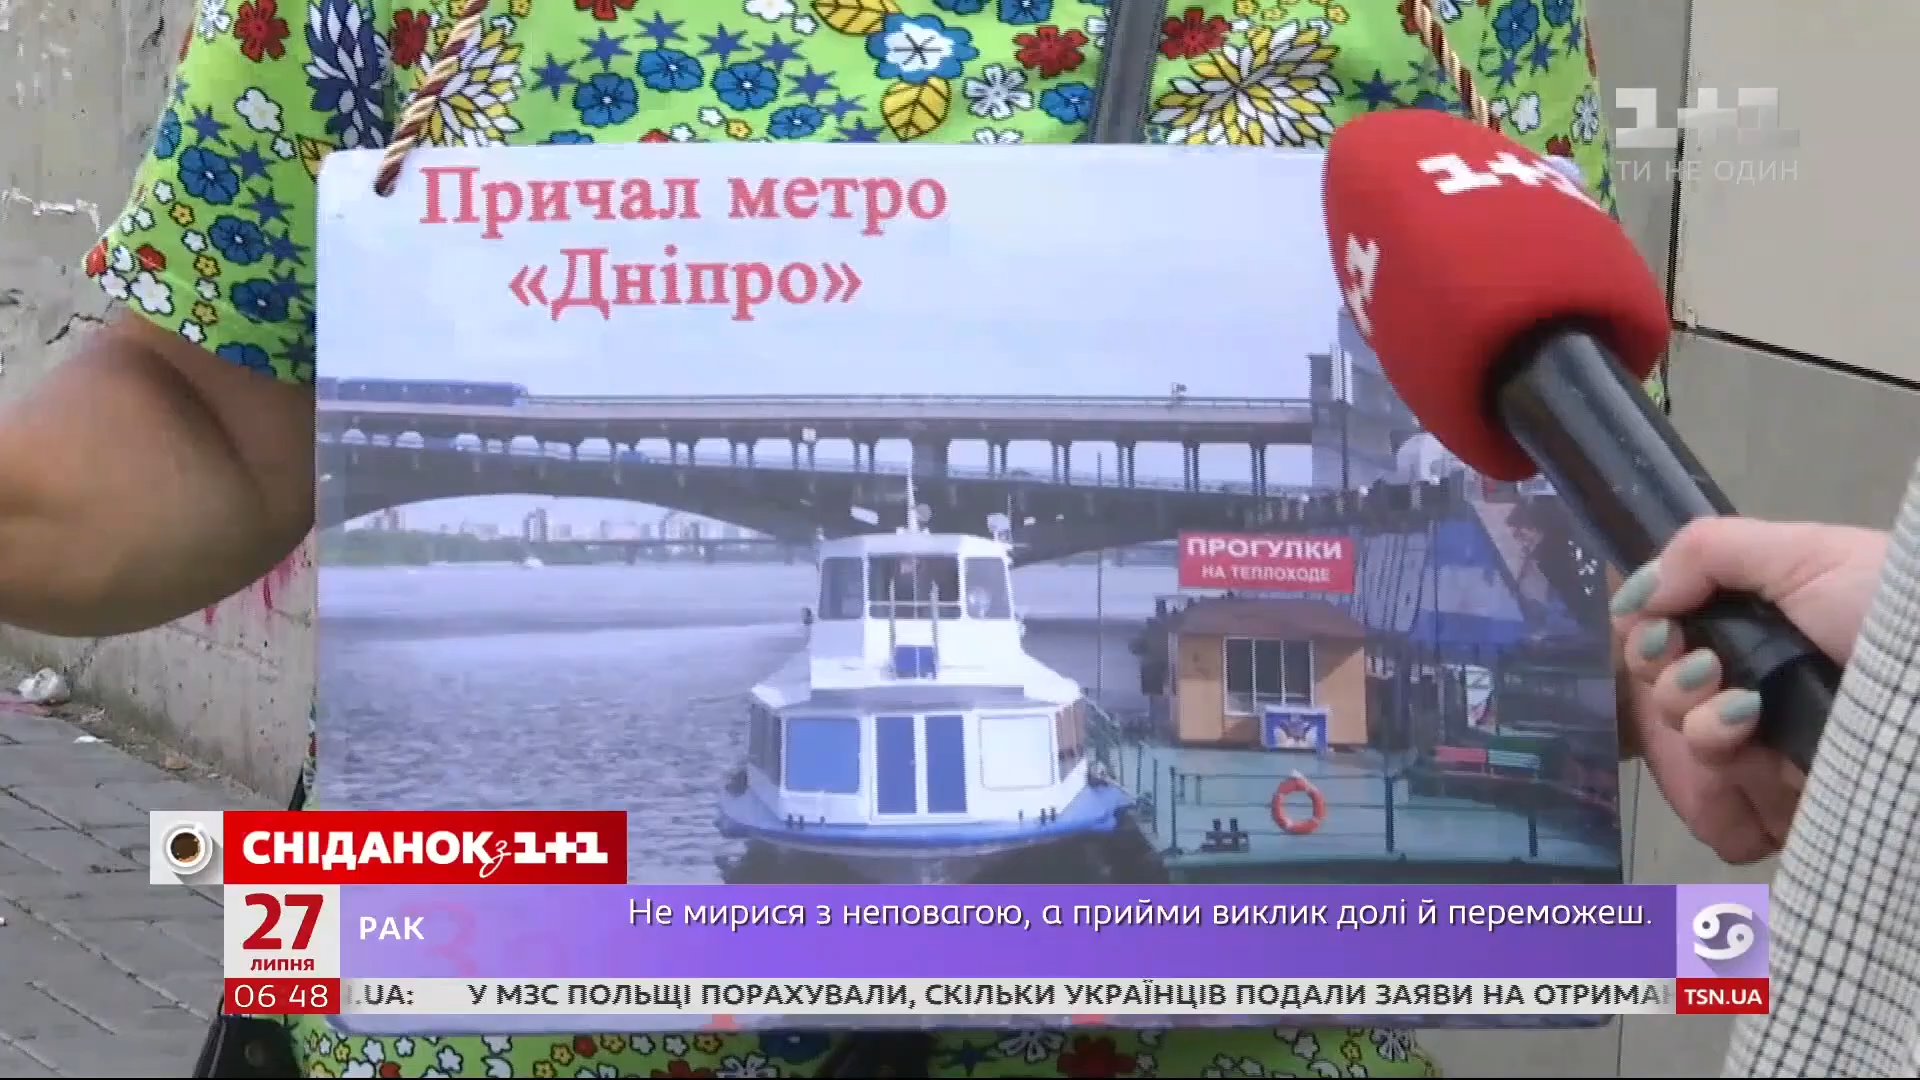 1+1
ТИ НЕ ОДИН
Причал метро
«Дніпро»
1+1
ПРОГУЛКИ
НА ТЕПЛОХОДЕ
СНІДАНОК з 1+1
27
ЛИПНЯ
РАК
Не мирися з неповагою, а прийми виклик долі й переможеш.
06 48
.UA: У МЗС ПОЛЬЩІ ПОРАХУВАЛИ, СКІЛЬКИ УКРАЇНЦІВ ПОДАЛИ ЗАЯВИ НА ОТРИМА
TSN.UA